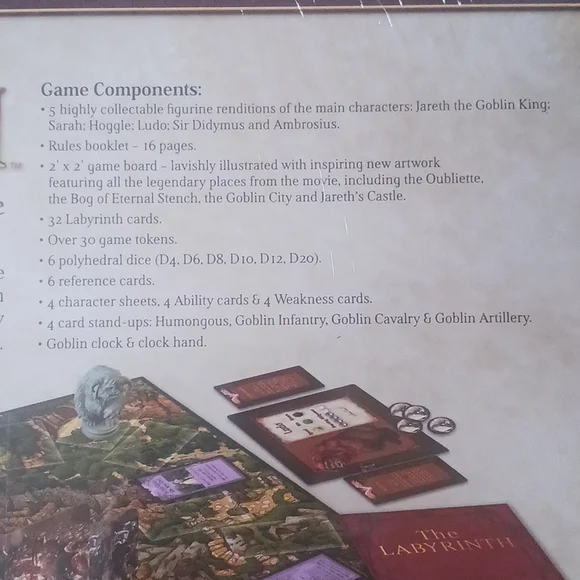 Game Components:
• 5 highly collectable figurine renditions of the main characters: Jareth the Goblin King;
Sarah; Hoggle; Ludo; Sir Didymus and Ambrosius.
• Rules booklet – 16 pages.
• 2' x 2' game board – lavishly illustrated with inspiring new artwork
featuring all the legendary places from the movie, including the Oubliette,
the Bog of Eternal Stench, the Goblin City and Jareth's Castle.
• 32 Labyrinth cards.
• Over 30 game tokens.
• 6 polyhedral dice (D4, D6, D8, D10, D12, D20).
• 6 reference cards.
• 4 character sheets, 4 Ability cards & 4 Weakness cards.
• 4 card stand-ups: Humongous, Goblin Infantry, Goblin Cavalry & Goblin Artillery.
• Goblin clock & clock hand.
Ludo
The
LABYRINTH